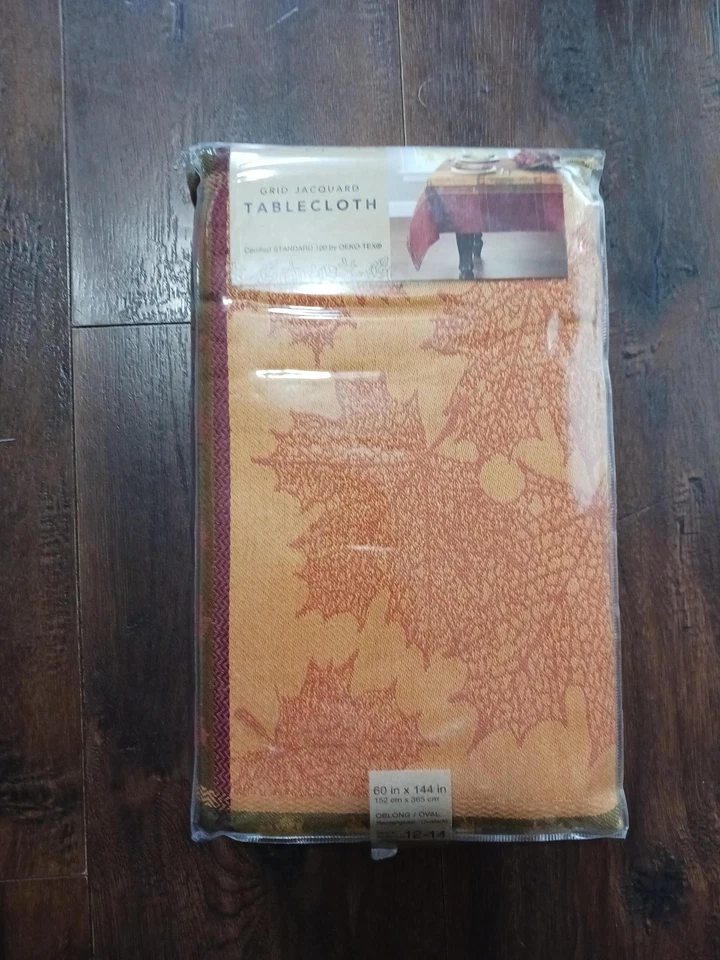 GRID JACQUARD
TABLECLOTH
Certified STANDARD 100 by OEKO-TEX®
60 in x 144 in
152 cm x 365 cm
OBLONG / OVAL
12-14